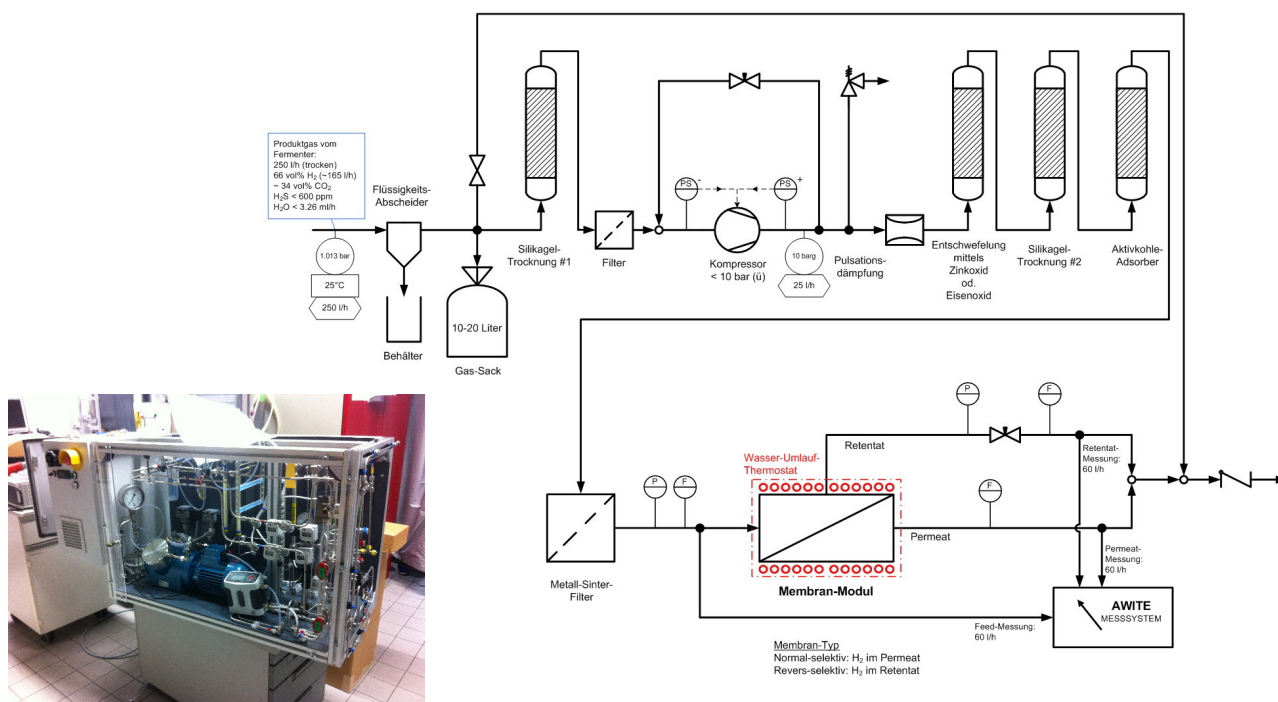 Produktgas vom
Fermenter:
250 l/h (trocken)
66 vol% H₂ (~165 l/h)
~ 34 vol% CO₂
H₂S < 600 ppm
H₂O < 3.26 ml/h
1.013 bar
25°C
250 l/h
Flüssigkeits-
Abscheider
Behälter
10-20 Liter
Gas-Sack
Silikagel-
Trocknung #1
Filter
PS
-
PS
+
Kompressor
< 10 bar (ü)
10 barg
25 l/h
Pulsations-
dämpfung
Entschwefelung
mittels
Zinkoxid
od.
Eisenoxid
Silikagel-
Trocknung #2
Aktivkohle-
Adsorber
Metall-Sinter-
Filter
P
F
Wasser-Umlauf-
Thermostat
Retentat
P
F
Retentat-
Messung:
60 l/h
F
Permeat
Permeat-
Messung:
60 l/h
Membran-Modul
Feed-Messung:
60 l/h
AWITE
MESSSYSTEM
Membran-Typ
Normal-selektiv: H₂ im Permeat
Revers-selektiv: H₂ im Retentat